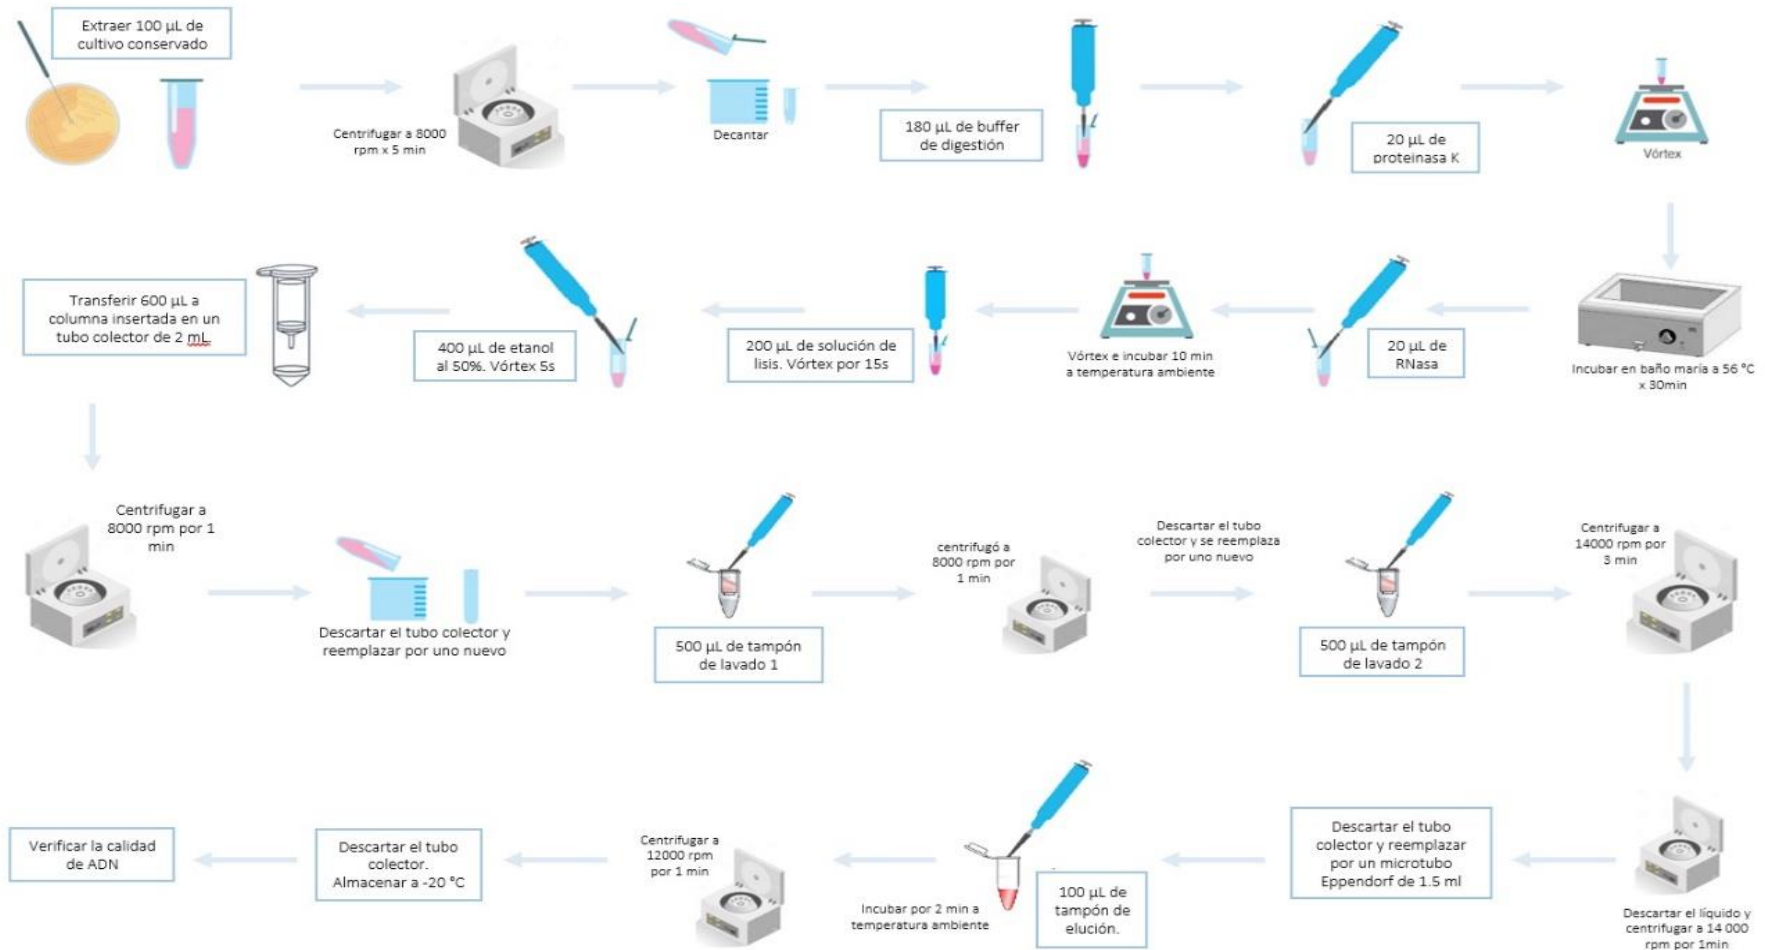 Extraer 100 µL de
cultivo conservado
Centrifugar a 8000
rpm x 5 min
Decantar
180 µL de buffer
de digestión
20 µL de
proteinasa K
Vórtex
Incubar en baño maría a 56 °C
x 30min
20 µL de
RNasa
Vórtex e incubar 10 min
a temperatura ambiente
200 µL de solución de
lisis. Vórtex por 15s
400 µL de etanol
al 50%. Vórtex 5s
Transferir 600 µL a
columna insertada en un
tubo colector de 2 mL.
Centrifugar a
8000 rpm por 1
min
Descartar el tubo colector y
reemplazar por uno nuevo
500 µL de tampón
de lavado 1
centrifugó a
8000 rpm por
1 min
Descartar el tubo
colector y se reemplaza
por uno nuevo
500 µL de tampón
de lavado 2
Centrifugar a
14000 rpm por
3 min
Descartar el líquido y
centrifugar a 14 000
rpm por 1min
Descartar el tubo
colector y reemplazar
por un microtubo
Eppendorf de 1.5 ml
100 µL de
tampón de
elución.
Incubar por 2 min a
temperatura ambiente
Centrifugar a
12000 rpm
por 1 min
Descartar el tubo
colector.
Almacenar a -20 °C
Verificar la calidad
de ADN